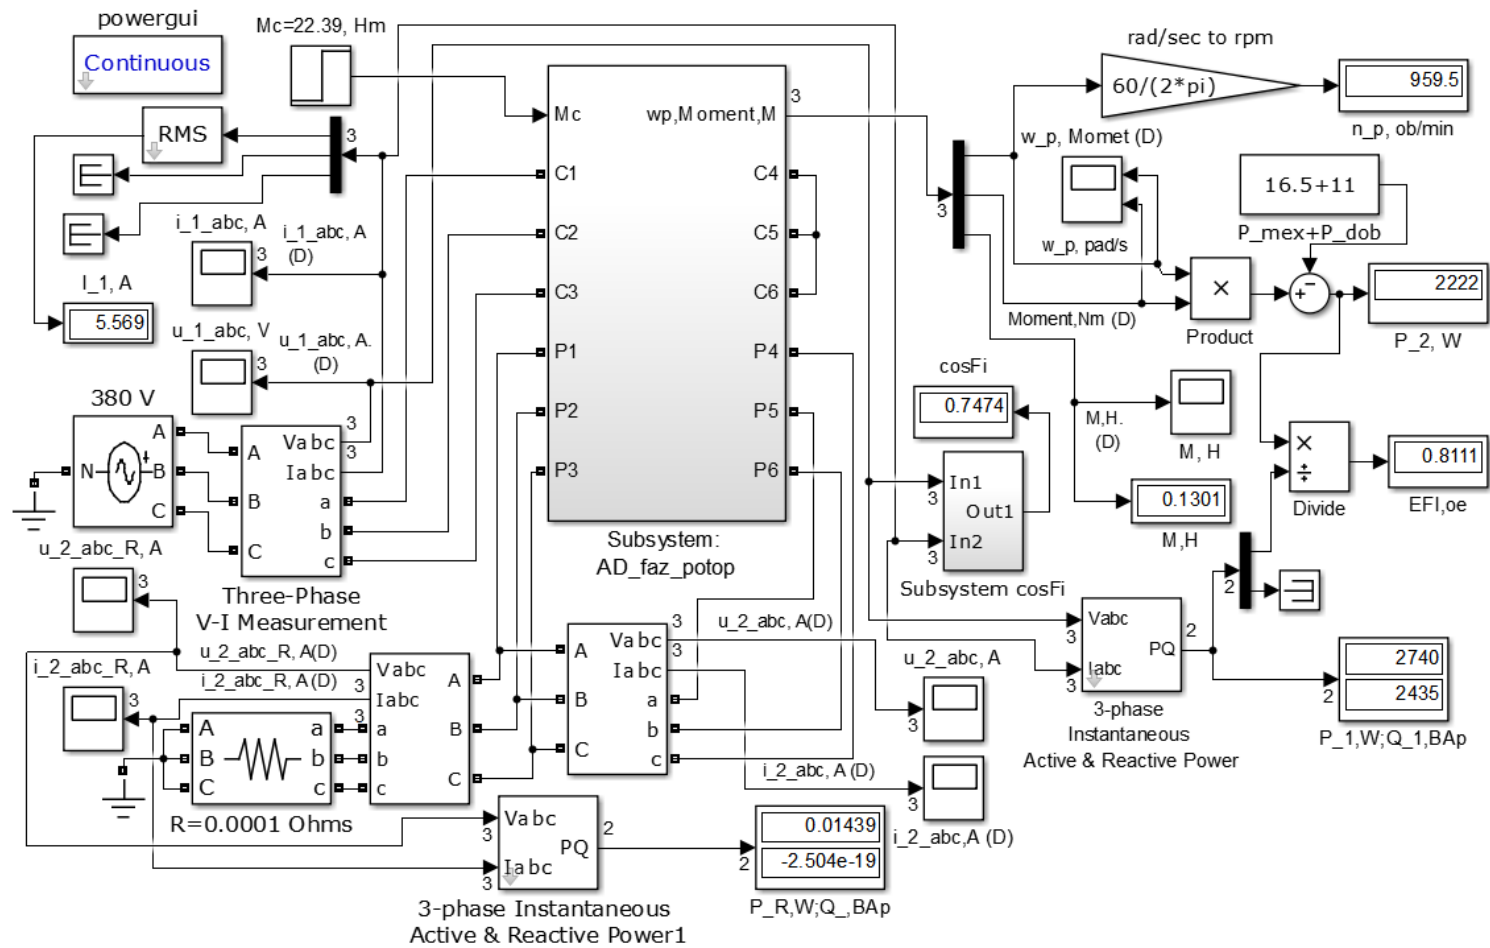 powergui
Continuous
Mc=22.39, Hm
RMS
3
I_1, A
5.569
i_1_abc, A
3
i_1_abc, A
(D)
u_1_abc, V
3
u_1_abc, A.
(D)
380 V
N
A
B
C
A
B
C
Vabc
Iabc
a
b
c
3
3
Three-Phase
V-I Measurement
Mc
C1
C2
C3
P1
P2
P3
wp,Moment,M
C4
C5
C6
P4
P5
P6
3
Subsystem:
AD_faz_potop
3
rad/sec to rpm
60/(2*pi)
959.5
n_p, ob/min
w_p, Momet (D)
w_p, pad/s
16.5+11
P_mex+P_dob
Moment,Nm (D)
×
Product
+
−
2222
P_2, W
cosFi
0.7474
In1
In2
Out1
3
3
Subsystem cosFi
M,H.
(D)
M, H
0.1301
M,H
×
÷
Divide
0.8111
EFI,oe
2
Vabc
Iabc
PQ
3
3
2
3-phase
Instantaneous
Active & Reactive Power
2740
2435
2
P_1,W;Q_1,BAp
u_2_abc_R, A
3
u_2_abc_R, A(D)
i_2_abc_R, A
3
i_2_abc_R, A(D)
Vabc
Iabc
a
b
c
A
B
C
3
3
A
B
C
a
b
c
R=0.0001 Ohms
A
B
C
Vabc
Iabc
a
b
c
3
3
u_2_abc, A(D)
u_2_abc, A
3
i_2_abc, A (D)
3
i_2_abc,A (D)
Vabc
Iabc
PQ
3
3
2
3-phase Instantaneous
Active & Reactive Power1
0.01439
-2.504e-19
2
P_R,W;Q_,BAp